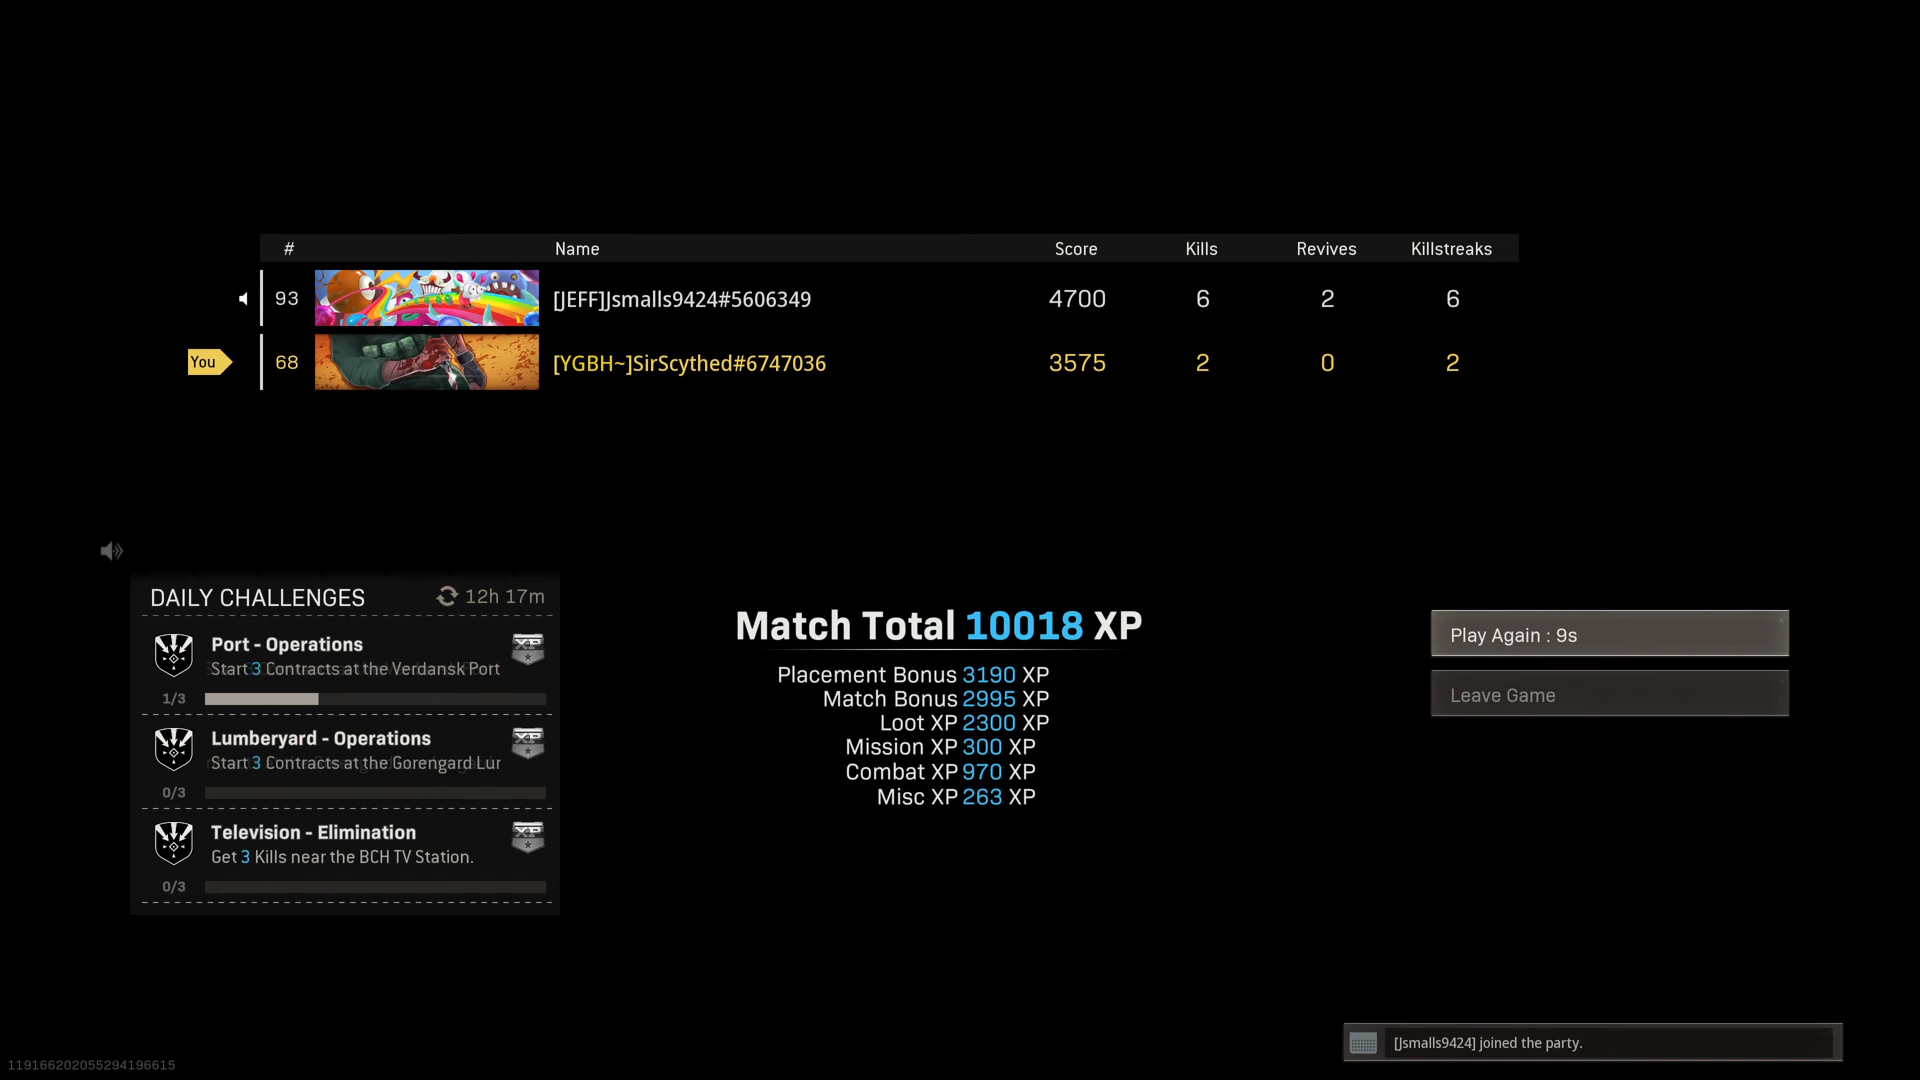 # Name Score Kills Revives Killstreaks
93 [JEFF]Jsmalls9424#5606349 4700 6 2 6
You 68 [YGBH~]SirScythed#6747036 3575 2 0 2
DAILY CHALLENGES 12h 17m
Port - Operations
XP
Start 3 Contracts at the Verdansk Port
1/3
Lumberyard - Operations
XP
Start 3 Contracts at the Gorengard Lur
0/3
Television - Elimination
XP
Get 3 Kills near the BCH TV Station.
0/3
Match Total 10018 XP
Placement Bonus 3190 XP
Match Bonus 2995 XP
Loot XP 2300 XP
Mission XP 300 XP
Combat XP 970 XP
Misc XP 263 XP
Play Again : 9s
Leave Game
[Jsmalls9424] joined the party.
119166202055294196615